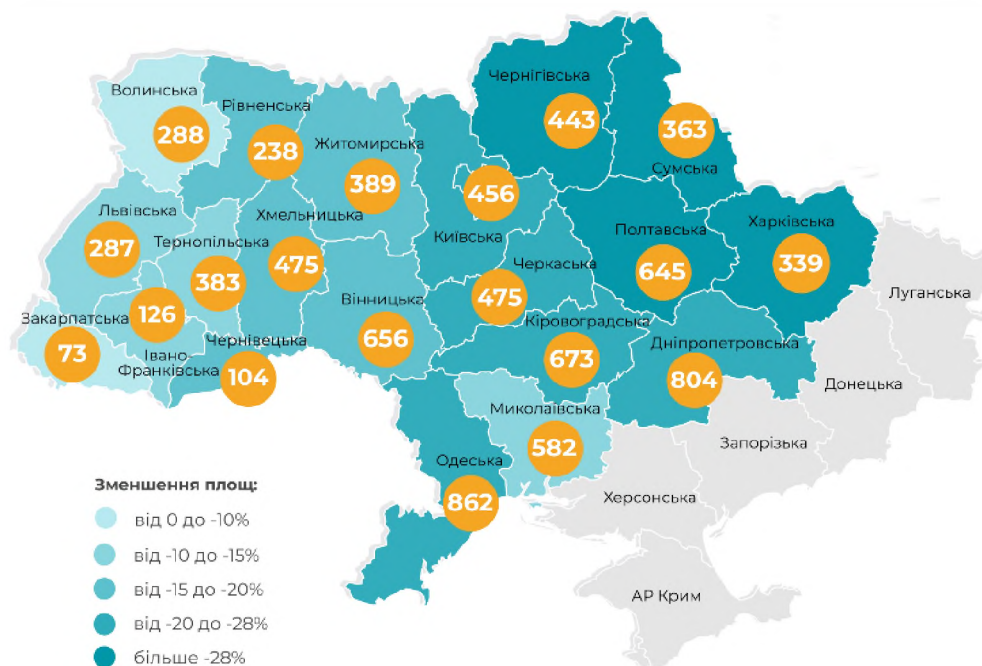 Чернігівська
443
363
Сумська
Волинська
288
Рівненська
238
Житомирська
389
456
Київська
Львівська
287
Тернопільська
383
Хмельницька
475
Полтавська
645
Харківська
339
Черкаська
475
Луганська
Закарпатська
73
126
Івано-
Франківська
Чернівецька
104
Вінницька
656
Кіровоградська
673
Дніпропетровська
804
Донецька
Миколаївська
582
Запорізька
Одеська
862
Херсонська
АР Крим
Зменшення площ:
від 0 до -10%
від -10 до -15%
від -15 до -20%
від -20 до -28%
більше -28%